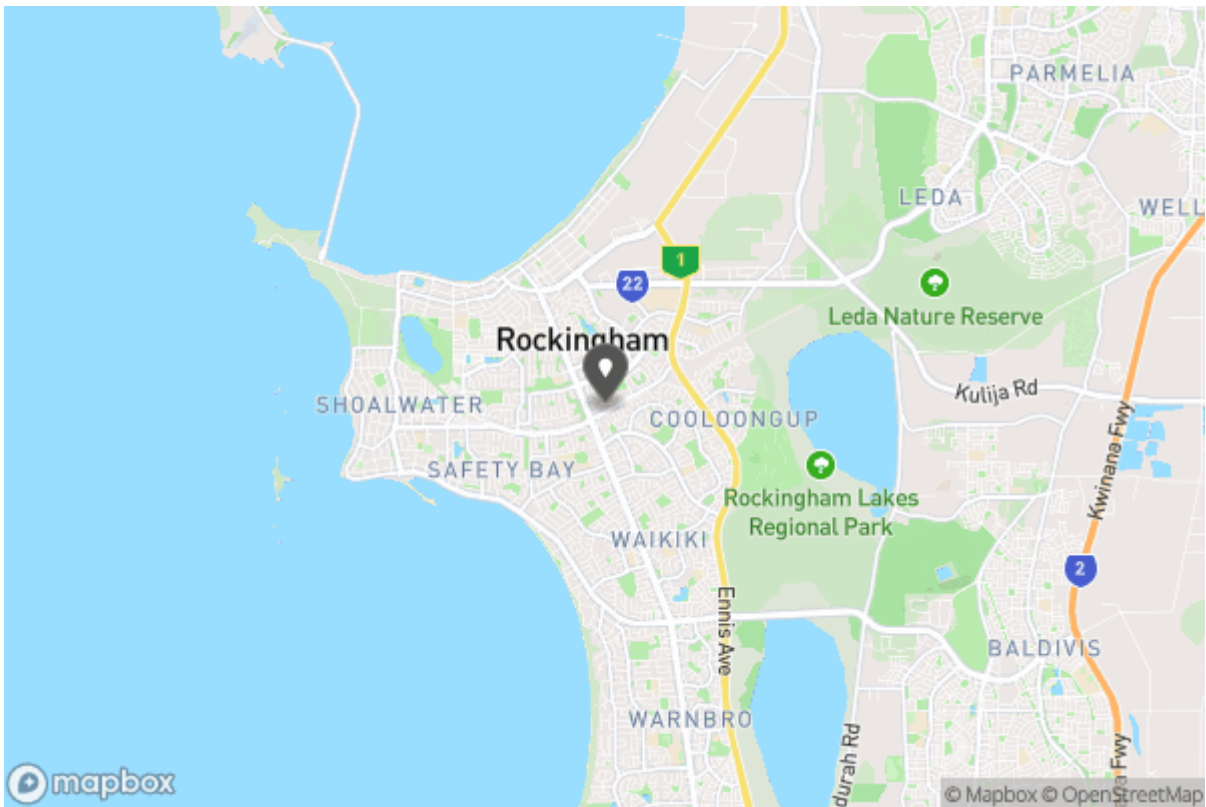 PARMELIA
LEDA
WELL
1
22
Leda Nature Reserve
Rockingham
Kulija Rd
SHOALWATER
COOLOONGUP
SAFETY BAY
Rockingham Lakes
Regional Park
Kwinana Fwy
WAIKIKI
2
Ennis Ave
BALDIVIS
WARNBRO
durah Rd
a Fwy
mapbox
© Mapbox © OpenStreetMap